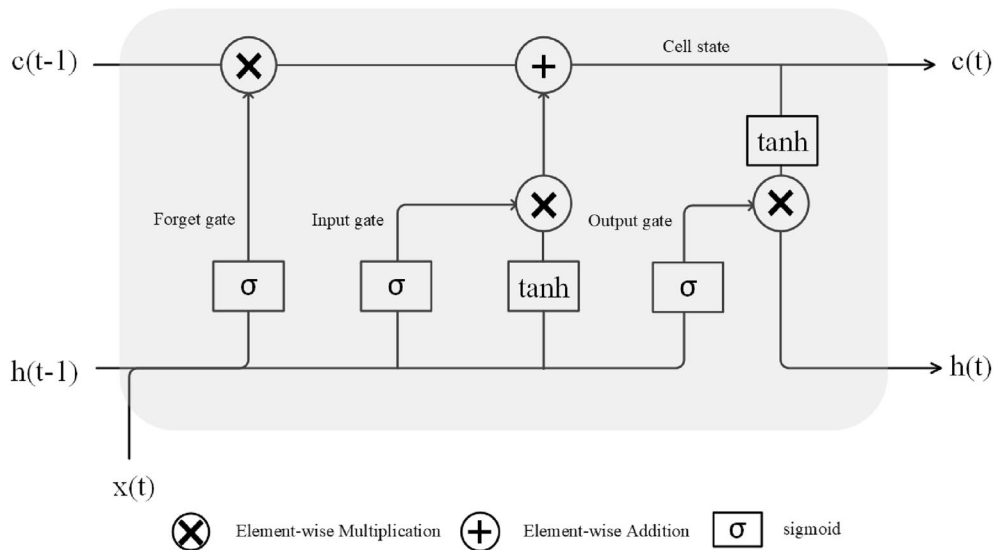 Cell state
c(t-1)
c(t)
tanh
Forget gate
Input gate
Output gate
σ
σ
tanh
σ
h(t-1)
h(t)
x(t)
Element-wise Multiplication
Element-wise Addition
σ
sigmoid